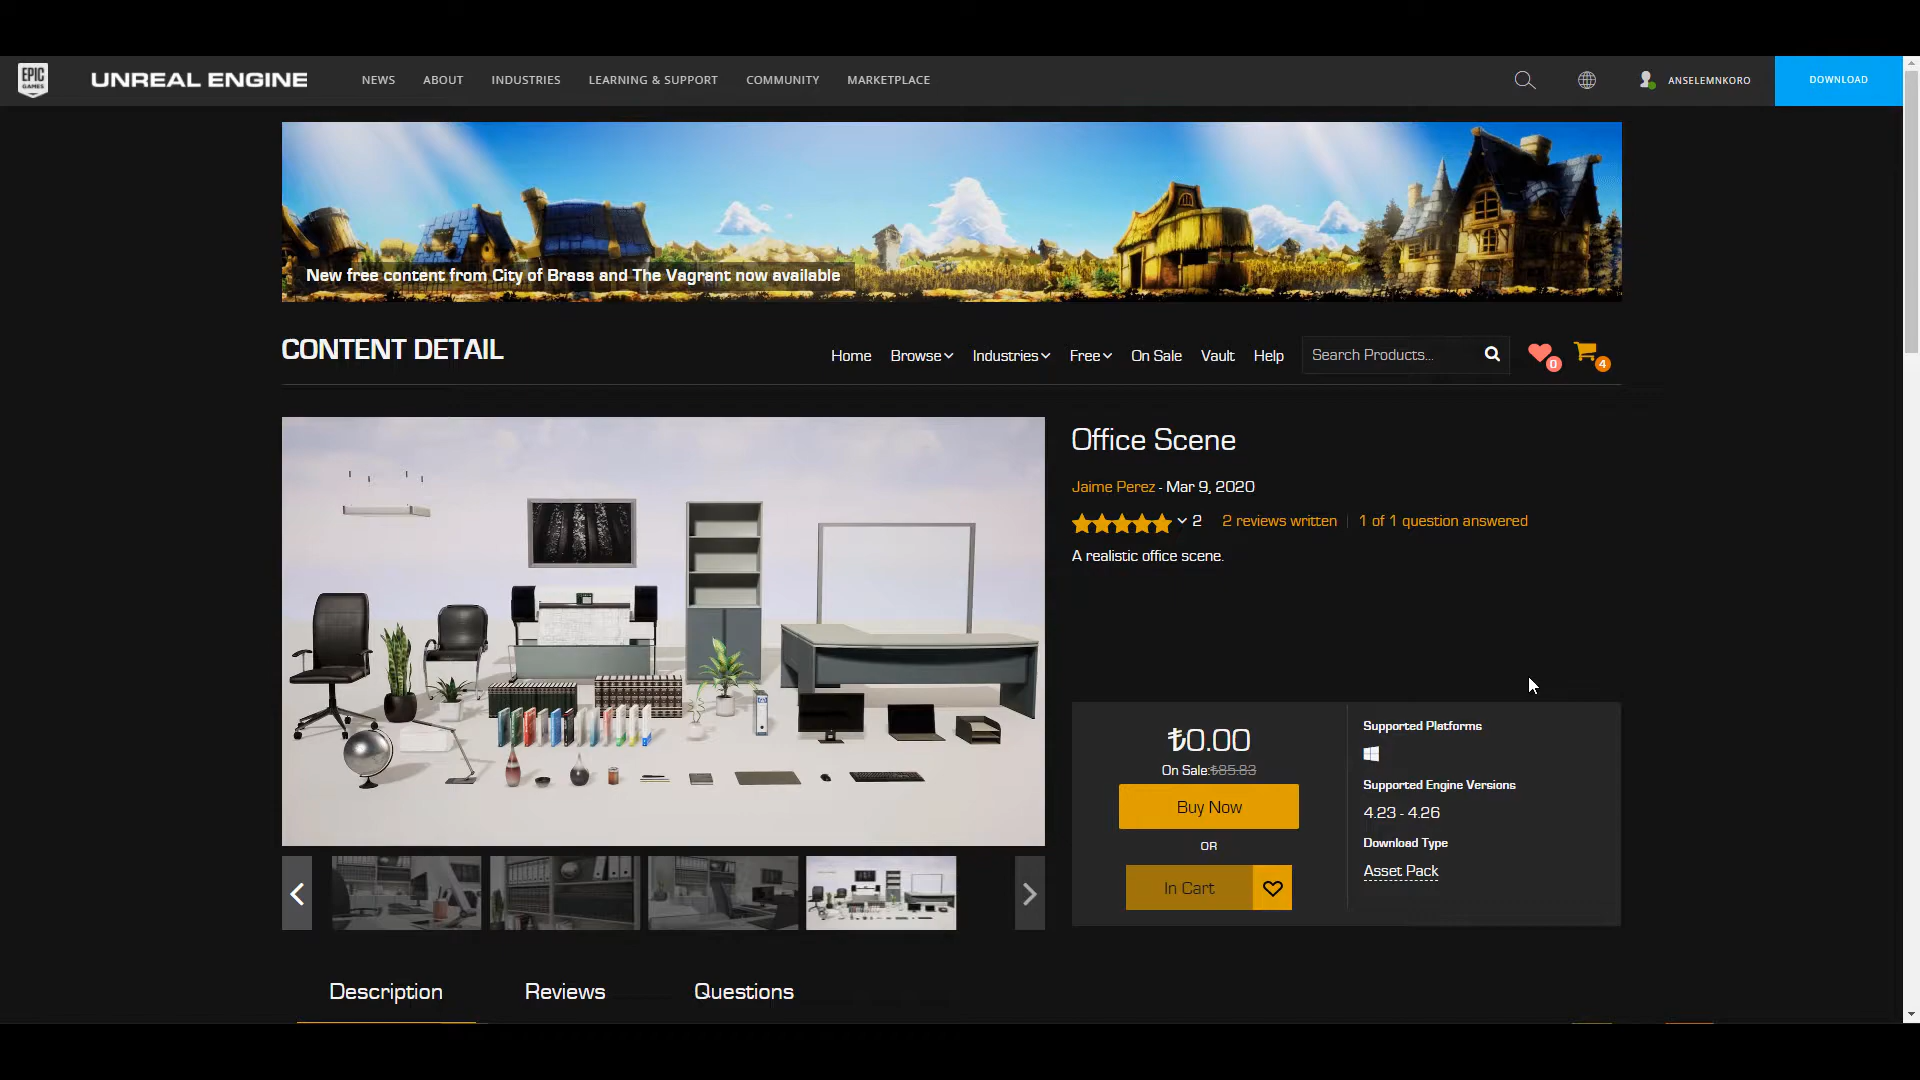 EPIC GAMES
UNREAL ENGINE
NEWS
ABOUT
INDUSTRIES
LEARNING & SUPPORT
COMMUNITY
MARKETPLACE
ANSELEMNKORO
DOWNLOAD
New free content from City of Brass and The Vagrant now available
CONTENT DETAIL
Home
Browse
Industries
Free
On Sale
Vault
Help
Search Products...
0
4
Office Scene
Jaime Perez - Mar 9, 2020
2
2 reviews written
1 of 1 question answered
A realistic office scene.
₺0.00
On Sale:₺85.83
Buy Now
OR
In Cart
Supported Platforms
Supported Engine Versions
4.23 - 4.26
Download Type
Asset Pack
Description
Reviews
Questions